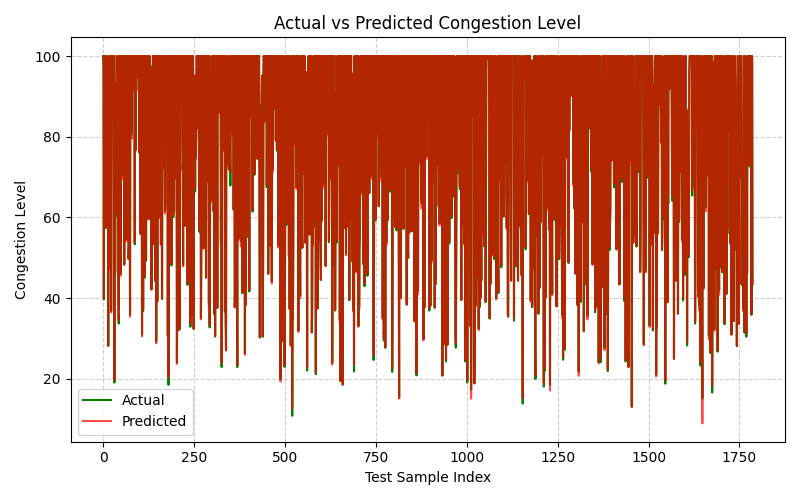 Actual vs Predicted Congestion Level
Congestion Level
100
80
60
40
20
Actual
Predicted
0 250 500 750 1000 1250 1500 1750
Test Sample Index